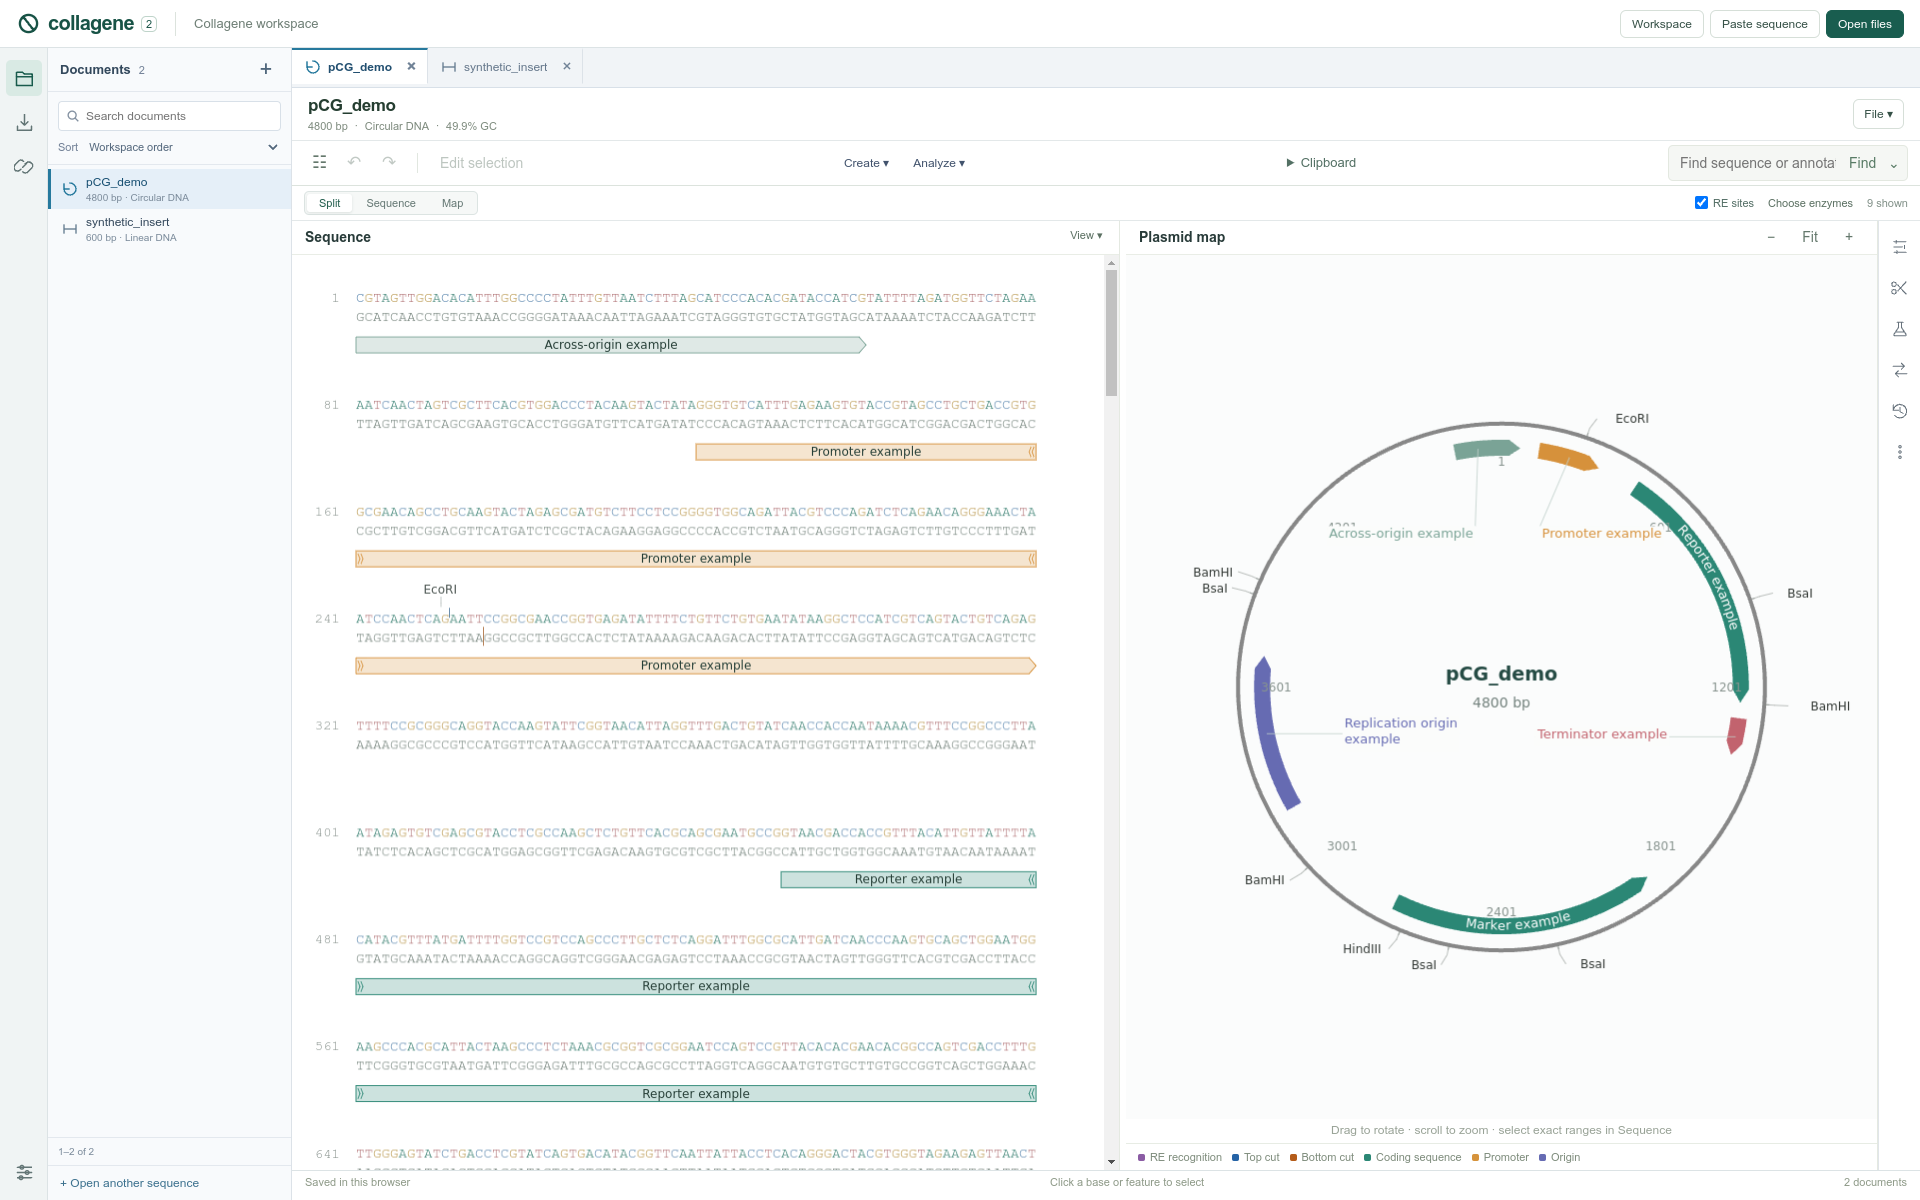 collagene 2
Collagene workspace
Workspace
Paste sequence
Open files
Documents 2
Search documents
Sort Workspace order
pCG_demo
4800 bp · Circular DNA
synthetic_insert
600 bp · Linear DNA
1–2 of 2
+ Open another sequence
pCG_demo
synthetic_insert
pCG_demo
4800 bp · Circular DNA · 49.9% GC
File
Edit selection
Create
Analyze
Clipboard
Find sequence or annota
Find
Split
Sequence
Map
RE sites
Choose enzymes
9 shown
Sequence
View
1 CGTAGTTGGACACATTTGGCCCCTATTTGTTAATCTTTAGCATCCCACACGATACCATCGTATTTTAGATGGTTCTAGAA
GCATCAACCTGTGTAAACCGGGGATAAACAATTAGAAATCGTAGGGTGTGCTATGGTAGCATAAAATCTACCAAGATCTT
Across-origin example
81 AATCAACTAGTCGCTTCACGTGGACCCTACAAGTACTATAGGGTGTCATTTGAGAAGTGTACCGTAGCCTGCTGACCGTG
TTAGTTGATCAGCGAAGTGCACCTGGGATGTTCATGATATCCCACAGTAAACTCTTCACATGGCATCGGACGACTGGCAC
Promoter example
161 GCGAACAGCCTGCAAGTACTAGAGCGATGTCTTCCTCCGGGGTGGCAGATTACGTCCCAGATCTCAGAACAGGGAAACTA
CGCTTGTCGGACGTTCATGATCTCGCTACAGAAGGAGGCCCCACCGTCTAATGCAGGGTCTAGAGTCTTGTCCCTTTGAT
Promoter example
EcoRI
241 ATCCAACTCAGAATTCCGGCGAACCGGTGAGATATTTTCTGTTCTGTGAATATAAGGCTCCATCGTCAGTACTGTCAGAG
TAGGTTGAGTCTTAAGGCCGCTTGGCCACTCTATAAAAGACAAGACACTTATATTCCGAGGTAGCAGTCATGACAGTCTC
Promoter example
321 TTTTCCGCGGGCAGGTACCAAGTATTCGGTAACATTAGGTTTGACTGTATCAACCACCAATAAAACGTTTCCGGCCCTTA
AAAAGGCGCCCGTCCATGGTTCATAAGCCATTGTAATCCAAACTGACATAGTTGGTGGTTATTTTGCAAAGGCCGGGAAT
401 ATAGAGTGTCGAGCGTACCTCGCCAAGCTCTGTTCACGCAGCGAATGCCGGTAACGACCACCGTTTACATTGTTATTTTA
TATCTCACAGCTCGCATGGAGCGGTTCGAGACAAGTGCGTCGCTTACGGCCATTGCTGGTGGCAAATGTAACAATAAAAT
Reporter example
481 CATACGTTTATGATTTTGGTCCGTCCAGCCCTTGCTCTCAGGATTTGGCGCATTGATCAACCCAAGTGCAGCTGGAATGG
GTATGCAAATACTAAAACCAGGCAGGTCGGGAACGAGAGTCCTAAACCGCGTAACTAGTTGGGTTCACGTCGACCTTACC
Reporter example
561 AAGCCCACGCATTACTAAGCCCTCTAAACGCGGTCGCGGAATCCAGTCCGTTACACACGAACACGGCCAGTCGACCTTTG
TTCGGGTGCGTAATGATTCGGGAGATTTGCGCCAGCGCCTTAGGTCAGGCAATGTGTGCTTGTGCCGGTCAGCTGGAAAC
Reporter example
641 TTGGGAGTATCTGACCTCGTATCAGTGACATACGGTTCAATTATTACCTCACAGGGACTACGTGGGTAGAAGAGTTAACT
Plasmid map
− Fit +
EcoRI
1
Across-origin example
Promoter example
Reporter example
BamHI
BsaI
BsaI
3601
1201
pCG_demo
4800 bp
BamHI
Replication origin
example
Terminator example
3001
1801
BamHI
2401
Marker example
HindIII
BsaI
BsaI
Drag to rotate · scroll to zoom · select exact ranges in Sequence
RE recognition
Top cut
Bottom cut
Coding sequence
Promoter
Origin
Saved in this browser
Click a base or feature to select
2 documents